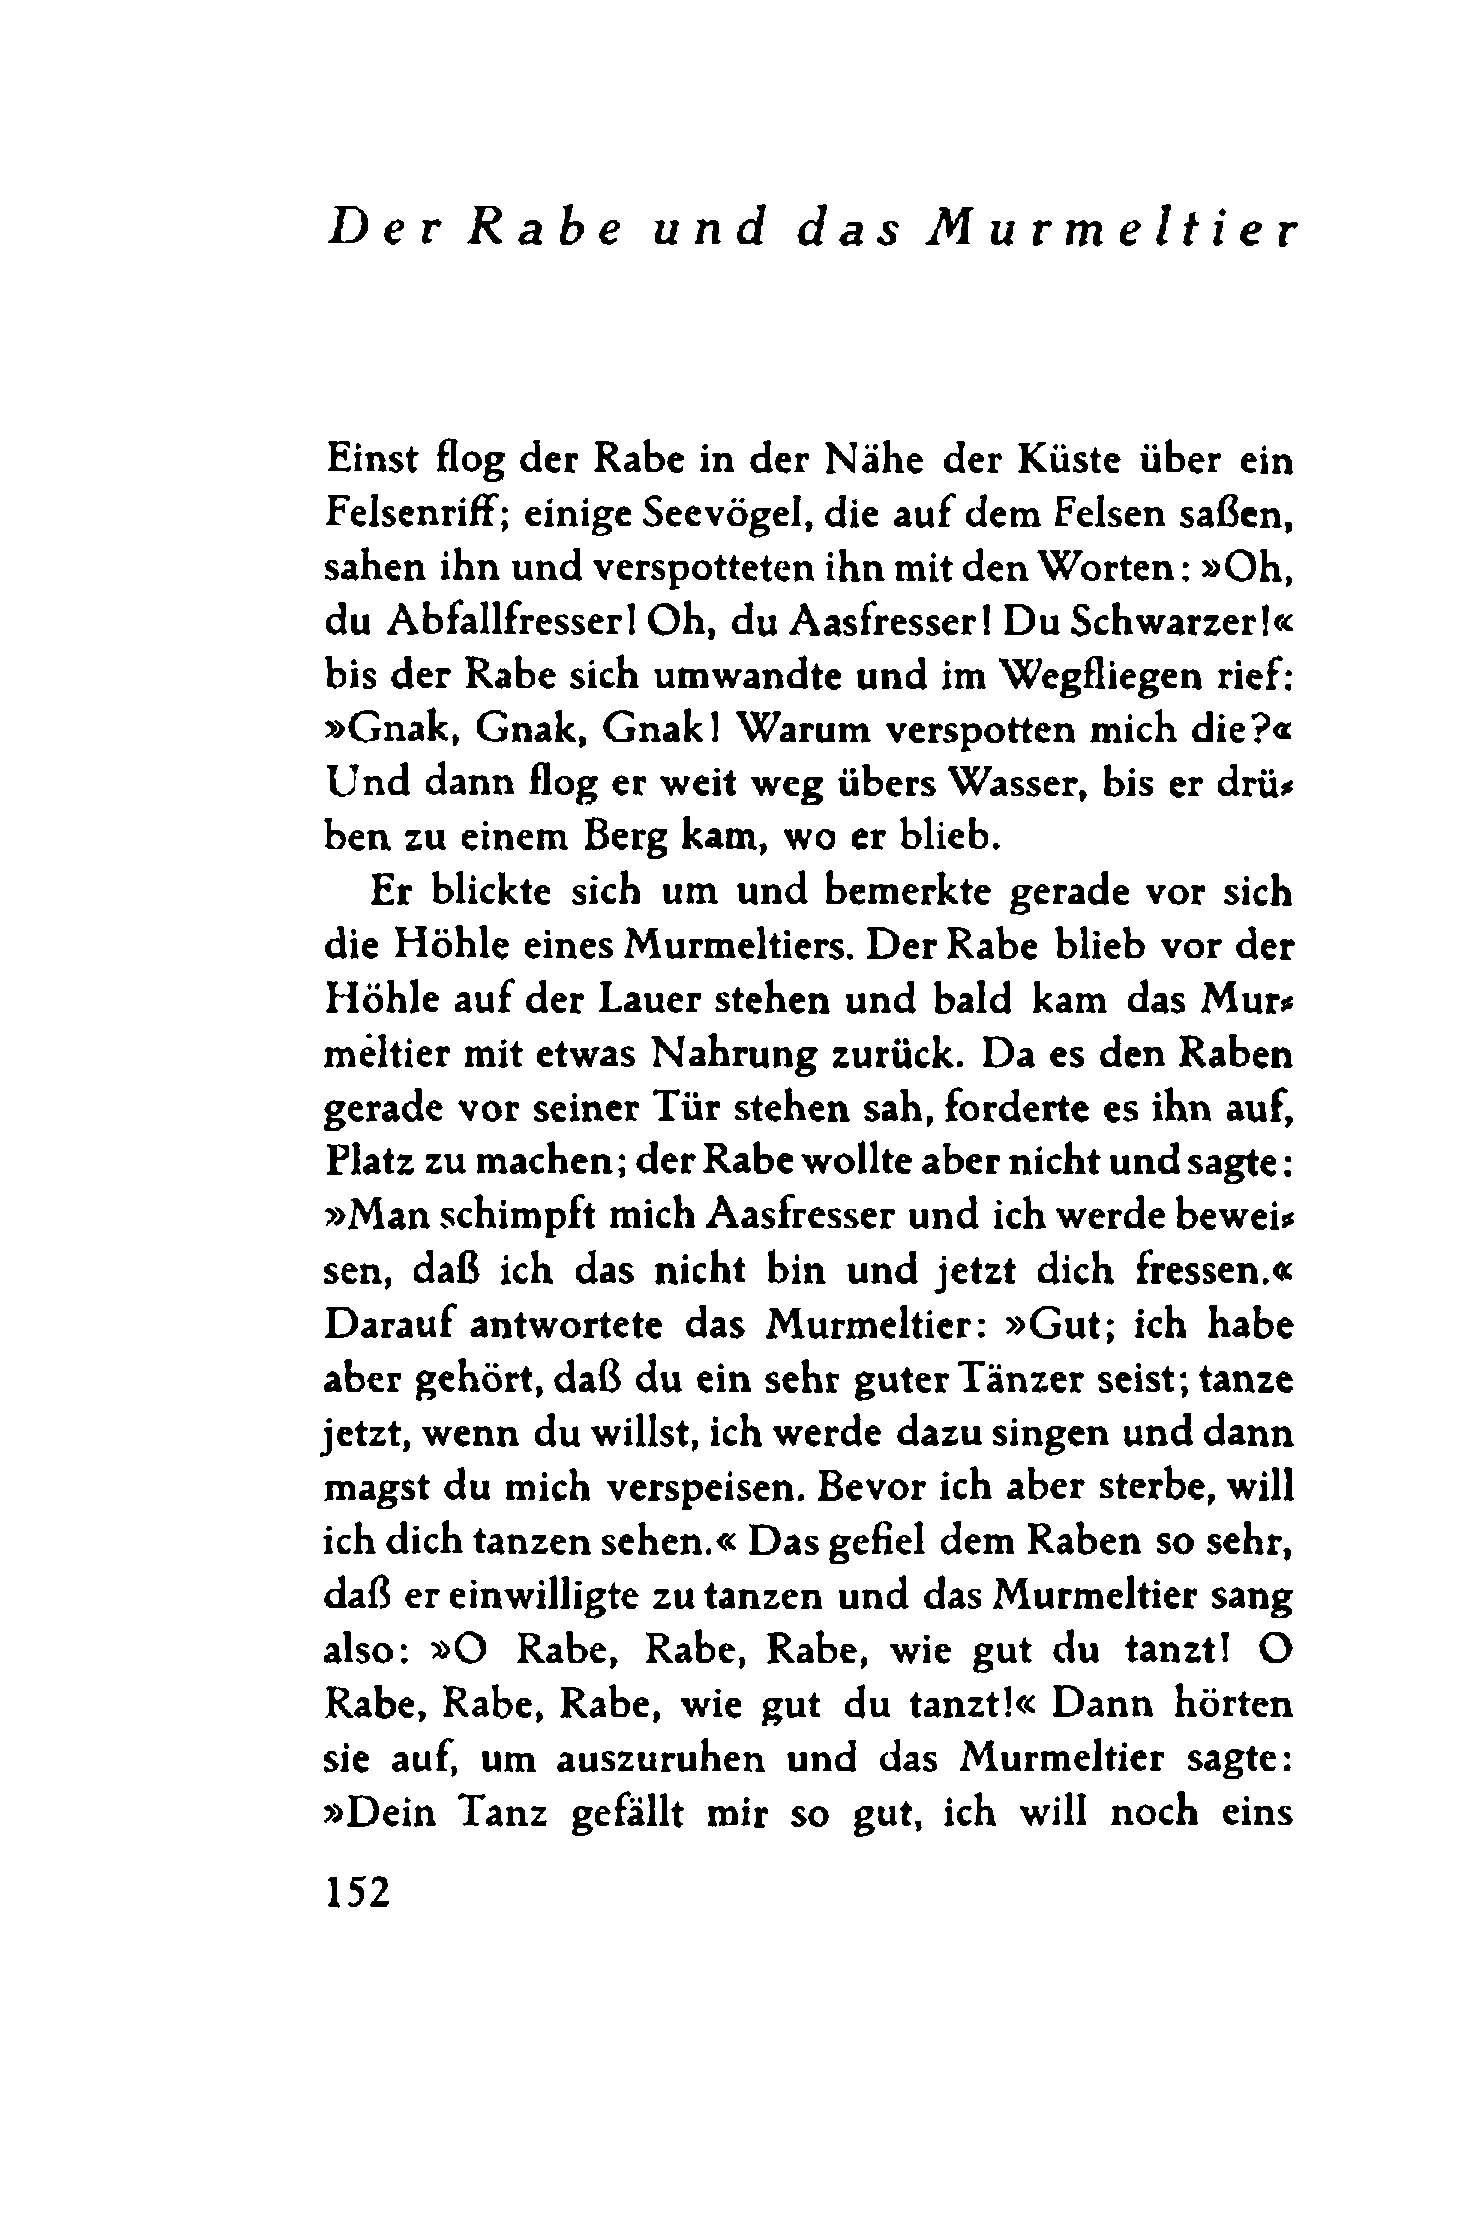 Der Rabe und das Murmeltier
Einst flog der Rabe in der Nähe der Küste über ein
Felsenriff; einige Seevögel, die auf dem Felsen saßen,
sahen ihn und verspotteten ihn mit den Worten: »Oh,
du Abfallfresser! Oh, du Aasfresser! Du Schwarzer!«
bis der Rabe sich umwandte und im Wegfliegen rief:
»Gnak, Gnak, Gnak! Warum verspotten mich die?«
Und dann flog er weit weg übers Wasser, bis er drü-
ben zu einem Berg kam, wo er blieb.
Er blickte sich um und bemerkte gerade vor sich
die Höhle eines Murmeltiers. Der Rabe blieb vor der
Höhle auf der Lauer stehen und bald kam das Mur-
meltier mit etwas Nahrung zurück. Da es den Raben
gerade vor seiner Tür stehen sah, forderte es ihn auf,
Platz zu machen; der Rabe wollte aber nicht und sagte:
»Man schimpft mich Aasfresser und ich werde bewei-
sen, daß ich das nicht bin und jetzt dich fressen.«
Darauf antwortete das Murmeltier: »Gut; ich habe
aber gehört, daß du ein sehr guter Tänzer seist; tanze
jetzt, wenn du willst, ich werde dazu singen und dann
magst du mich verspeisen. Bevor ich aber sterbe, will
ich dich tanzen sehen.« Das gefiel dem Raben so sehr,
daß er einwilligte zu tanzen und das Murmeltier sang
also: »O Rabe, Rabe, Rabe, wie gut du tanzt! O
Rabe, Rabe, Rabe, wie gut du tanzt!« Dann hörten
sie auf, um auszuruhen und das Murmeltier sagte:
»Dein Tanz gefällt mir so gut, ich will noch eins
152